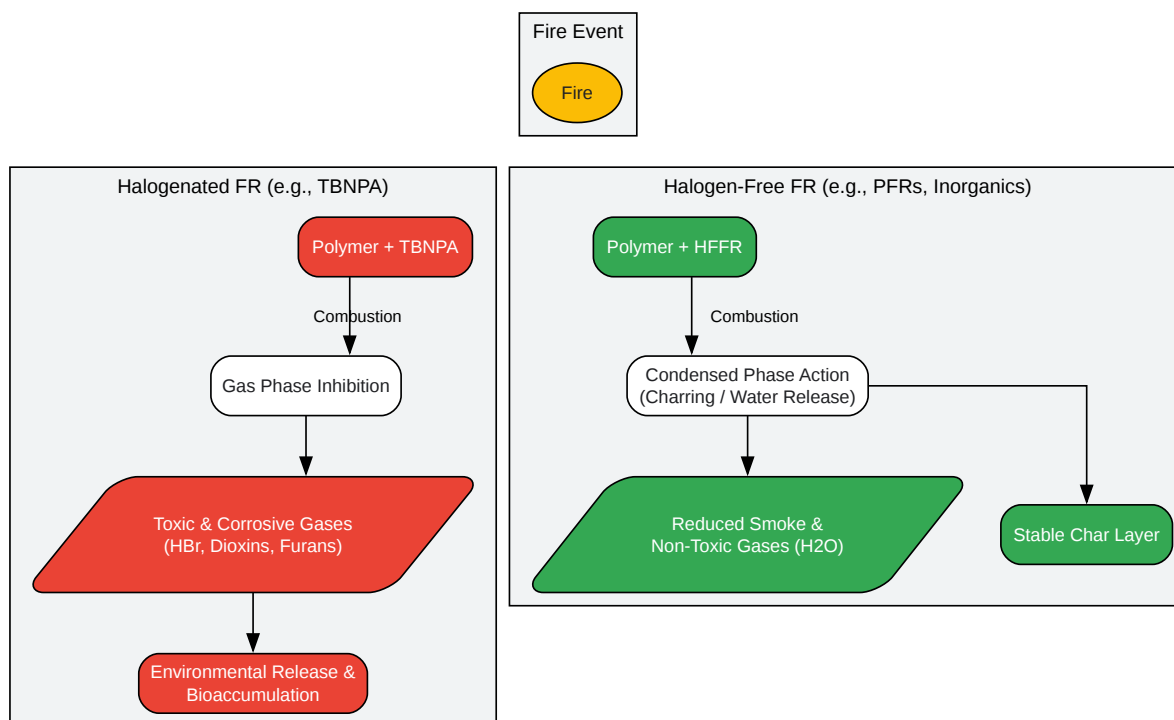 Fire Event
Fire
Halogenated FR (e.g., TBNPA)
Polymer + TBNPA
Combustion
Gas Phase Inhibition
Toxic & Corrosive Gases
(HBr, Dioxins, Furans)
Environmental Release &
Bioaccumulation
Halogen-Free FR (e.g., PFRs, Inorganics)
Polymer + HFFR
Combustion
Condensed Phase Action
(Charring / Water Release)
Reduced Smoke &
Non-Toxic Gases (H2O)
Stable Char Layer